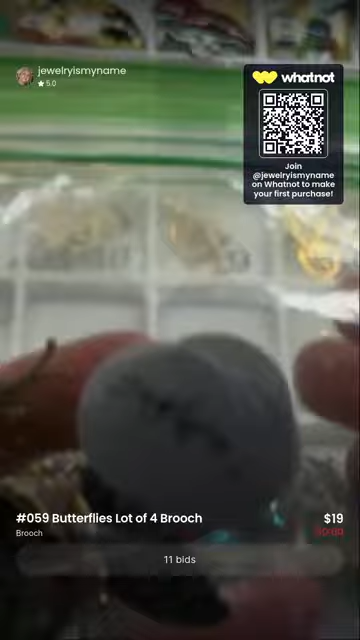 jewelryismyname
★ 5.0
whatnot
Join
@jewelryismyname
on Whatnot to make
your first purchase!
#059 Butterflies Lot of 4 Brooch
$19
Brooch
11 bids